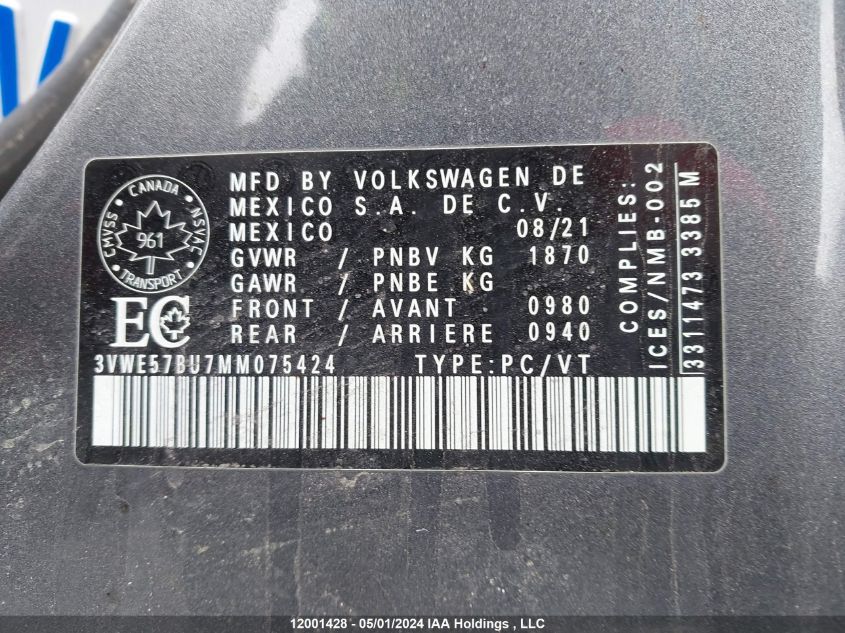 MFD BY VOLKSWAGEN DE
MEXICO S.A. DE C.V.
MEXICO 08/21
GVWR / PNBV KG 1870
GAWR / PNBE KG
FRONT / AVANT 0980
REAR / ARRIERE 0940
CANADA
CMVSS NSVAC
961
TRANSPORT
EC
3VWE57BU7MM075424 TYPE:PC/VT
COMPLIES:
ICES/NMB-002
3311473 3385 M
12001428 - 05/01/2024 IAA Holdings , LLC